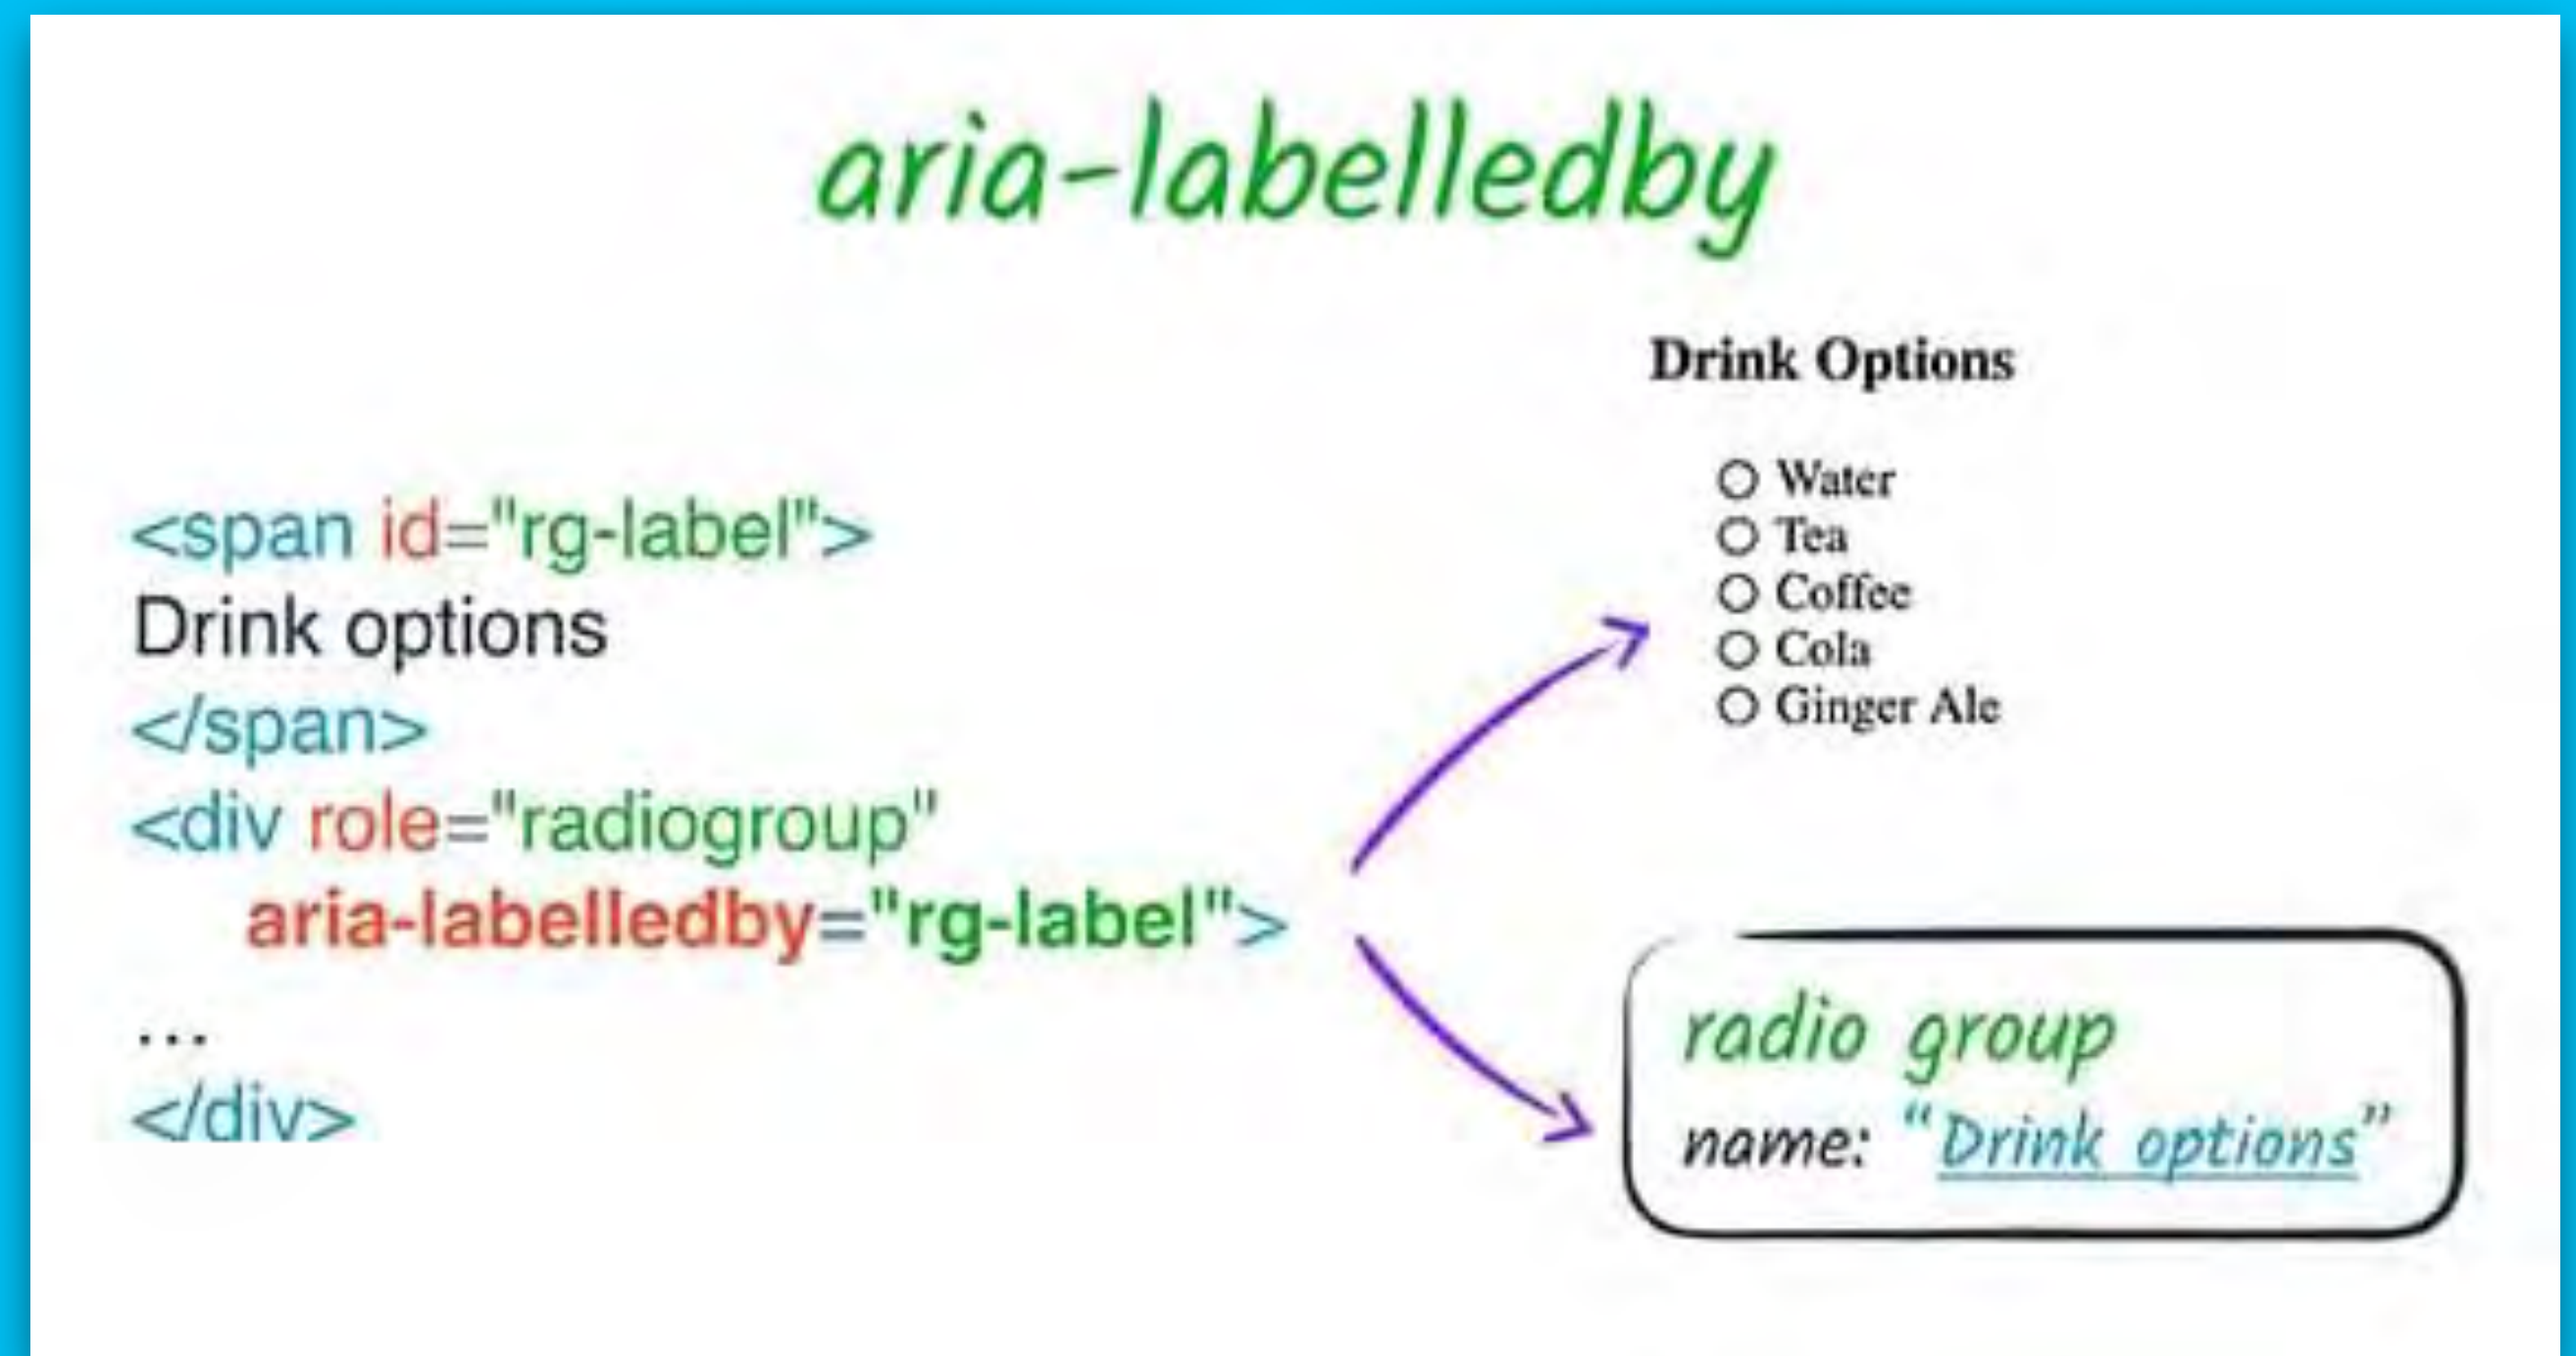 aria-labelledby
<span id="rg-label">
Drink options
</span>
<div role="radiogroup"
aria-labelledby="rg-label">
...
</div>
Drink Options
Water
Tea
Coffee
Cola
Ginger Ale
radio group
name: “Drink options”